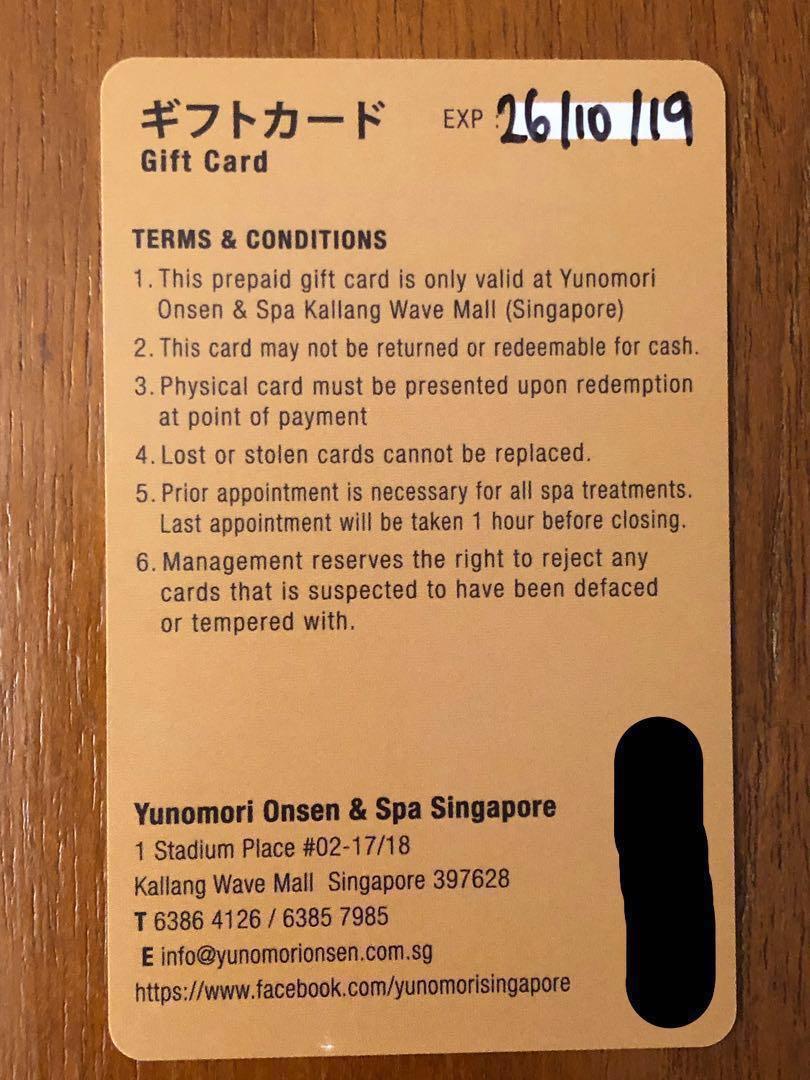 ギフトカード EXP : 26/10/19
Gift Card
TERMS & CONDITIONS
1. This prepaid gift card is only valid at Yunomori
Onsen & Spa Kallang Wave Mall (Singapore)
2. This card may not be returned or redeemable for cash.
3. Physical card must be presented upon redemption
at point of payment
4. Lost or stolen cards cannot be replaced.
5. Prior appointment is necessary for all spa treatments.
Last appointment will be taken 1 hour before closing.
6. Management reserves the right to reject any
cards that is suspected to have been defaced
or tempered with.
Yunomori Onsen & Spa Singapore
1 Stadium Place #02-17/18
Kallang Wave Mall Singapore 397628
T 6386 4126 / 6385 7985
E info@yunomorionsen.com.sg
https://www.facebook.com/yunomorisingapore